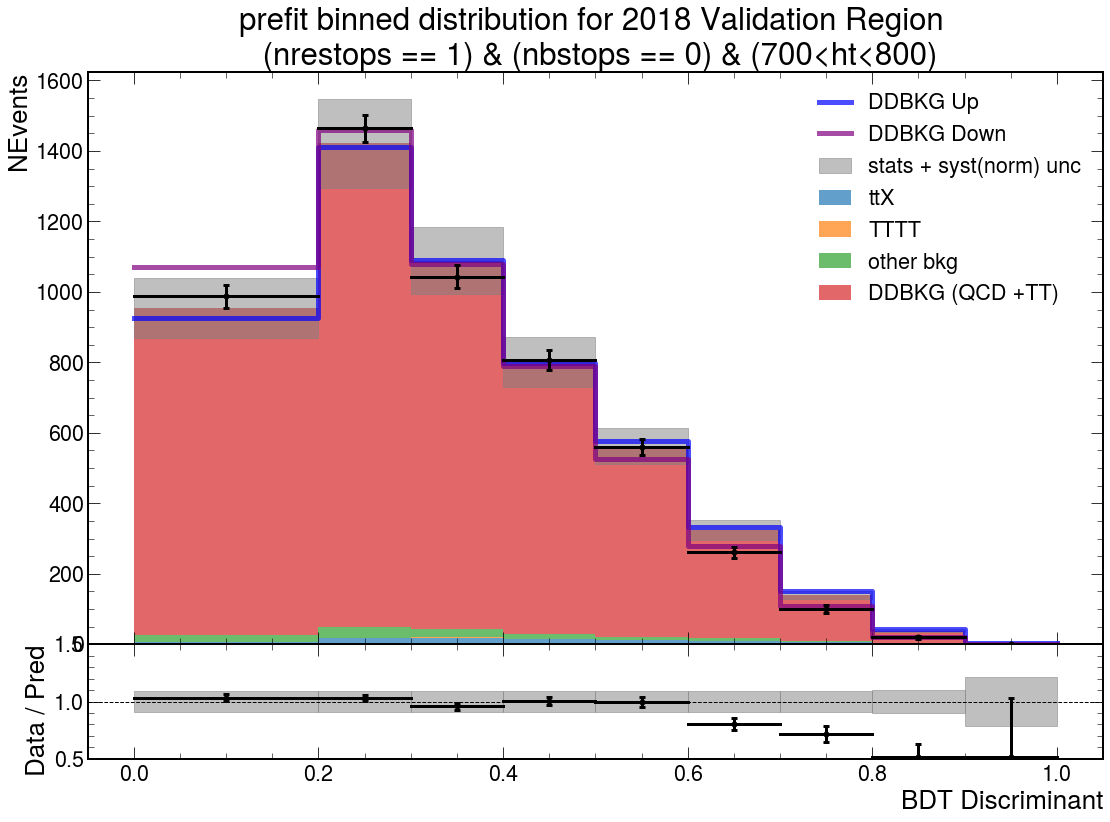 prefit binned distribution for 2018 Validation Region
(nrestops == 1) & (nbstops == 0) & (700<ht<800)
NEvents
1600
1400
1200
1000
800
600
400
200
0
DDBKG Up
DDBKG Down
stats + syst(norm) unc
ttX
TTTT
other bkg
DDBKG (QCD +TT)
Data / Pred
1.5
1.0
0.5
0.0
0.2
0.4
0.6
0.8
1.0
BDT Discriminant